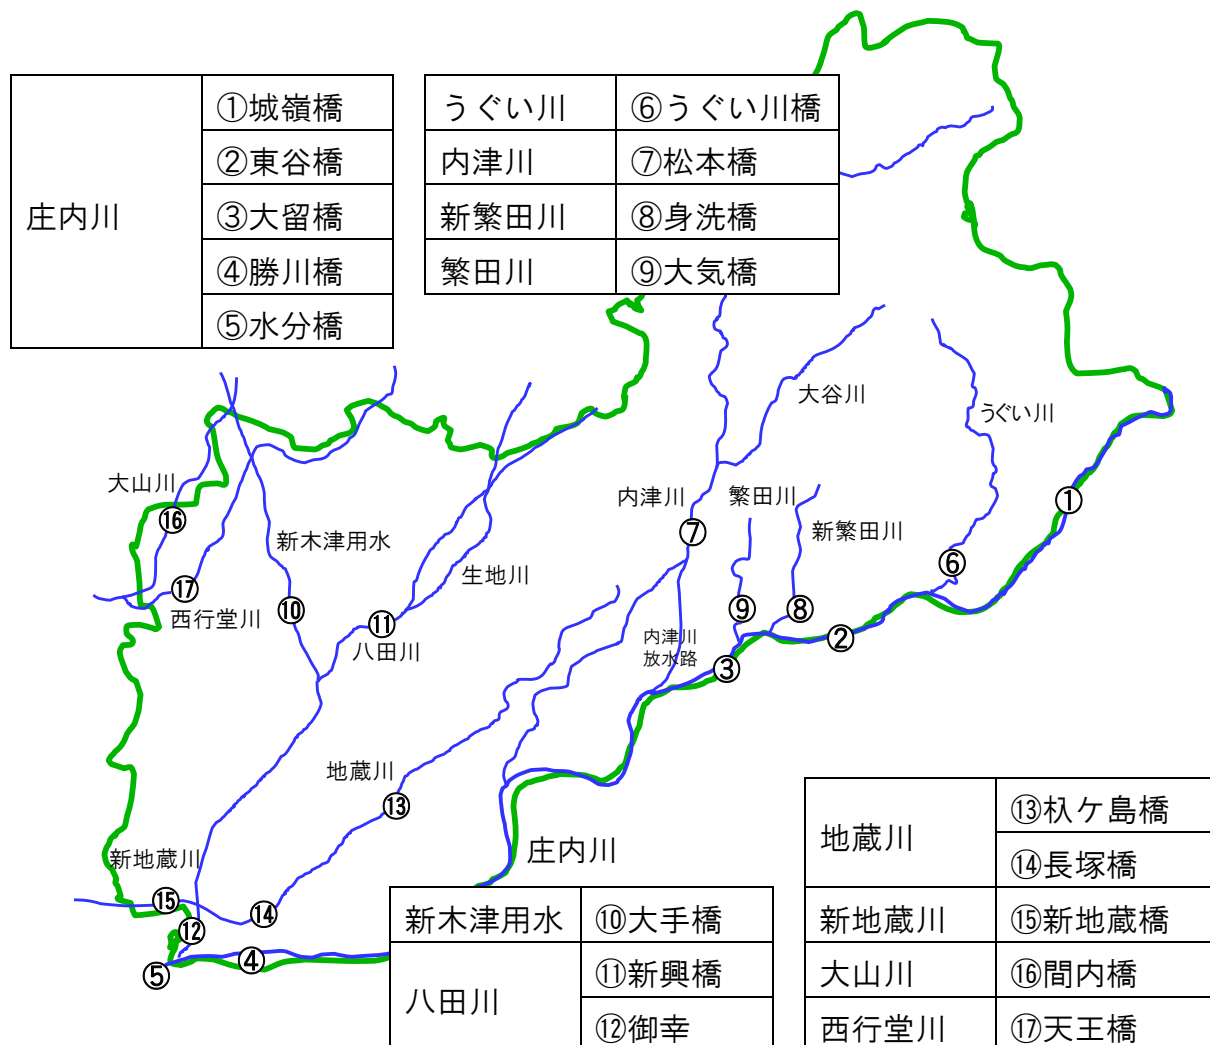 庄内川
①城嶺橋
②東谷橋
③大留橋
④勝川橋
⑤水分橋
うぐい川 ⑥うぐい川橋
内津川 ⑦松本橋
新繁田川 ⑧身洗橋
繁田川 ⑨大気橋
大谷川
うぐい川
大山川
内津川
繁田川
①
⑯
⑦
新繁田川
新木津用水
⑥
生地川
⑰
西行堂川
⑩
⑪
八田川
⑨
⑧
②
内津川
放水路
③
地蔵川
⑬
庄内川
新地蔵川
⑮
⑭
⑫
④
⑤
新木津用水 ⑩大手橋
八田川
⑪新興橋
⑫御幸
地蔵川
⑬杁ケ島橋
⑭長塚橋
新地蔵川 ⑮新地蔵橋
大山川 ⑯間内橋
西行堂川 ⑰天王橋